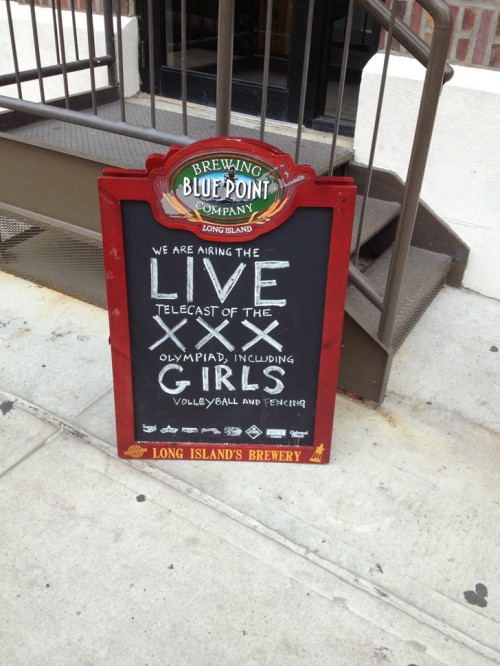 BREWING
BLUE POINT
COMPANY
LONG ISLAND
WE ARE AIRING THE
LIVE
TELECAST OF THE
XXX
OLYMPIAD, INCLUDING
GIRLS
VOLLEYBALL AND FENCING
LONG ISLAND'S BREWERY